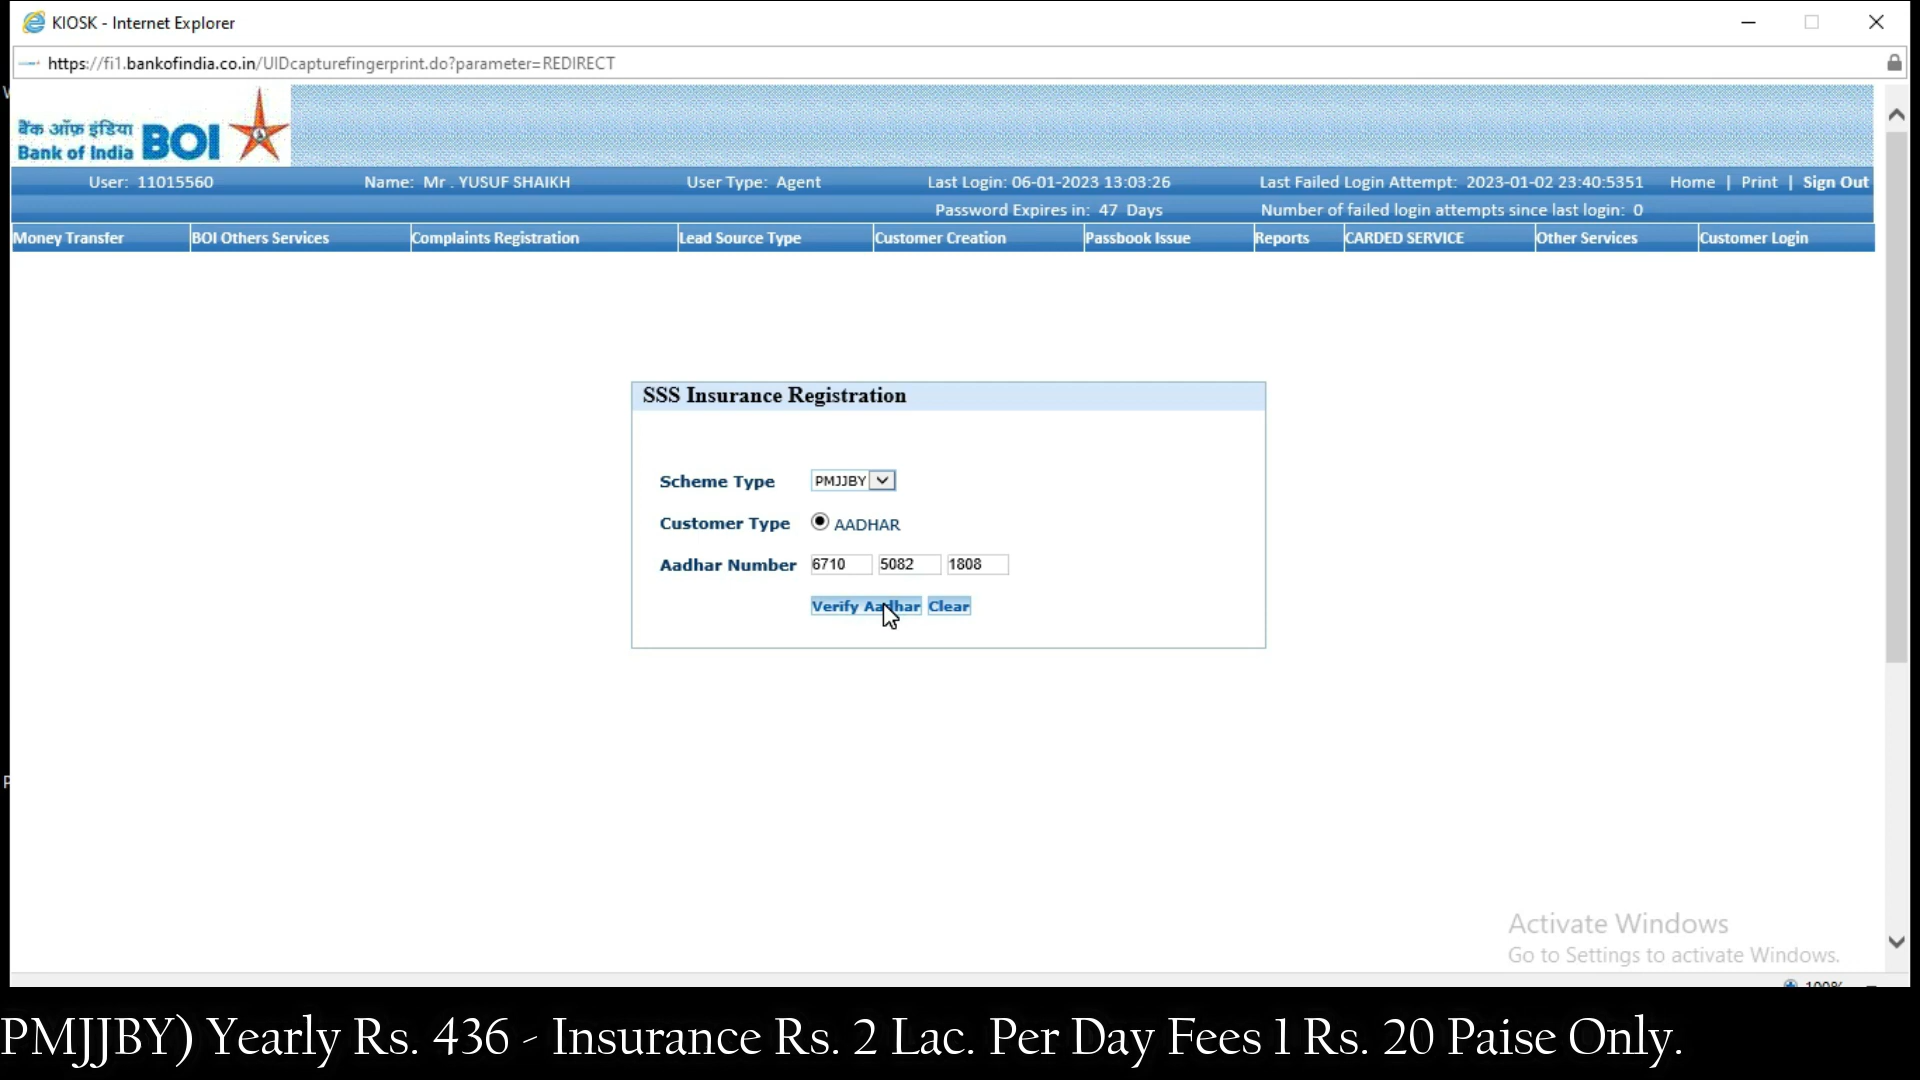 KIOSK - Internet Explorer
https://fi1.bankofindia.co.in/UIDcapturefingerprint.do?parameter=REDIRECT
बैंक ऑफ़ इंडिया
Bank of India BOI
User: 11015560 Name: Mr . YUSUF SHAIKH User Type: Agent Last Login: 06-01-2023 13:03:26 Last Failed Login Attempt: 2023-01-02 23:40:5351 Home | Print | Sign Out
Password Expires in: 47 Days Number of failed login attempts since last login: 0
Money Transfer BOI Others Services Complaints Registration Lead Source Type Customer Creation Passbook Issue Reports CARDED SERVICE Other Services Customer Login
SSS Insurance Registration
Scheme Type PMJJBY
Customer Type AADHAR
Aadhar Number 6710 5082 1808
Verify Aadhar Clear
Activate Windows
Go to Settings to activate Windows.
100%
PMJJBY) Yearly Rs. 436 - Insurance Rs. 2 Lac. Per Day Fees 1 Rs. 20 Paise Only.